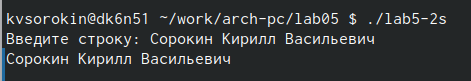 kvsorokin@dk6n51 ~/work/arch-pc/lab05 $ ./lab5-2s
Введите строку: Сорокин Кирилл Васильевич
Сорокин Кирилл Васильевич